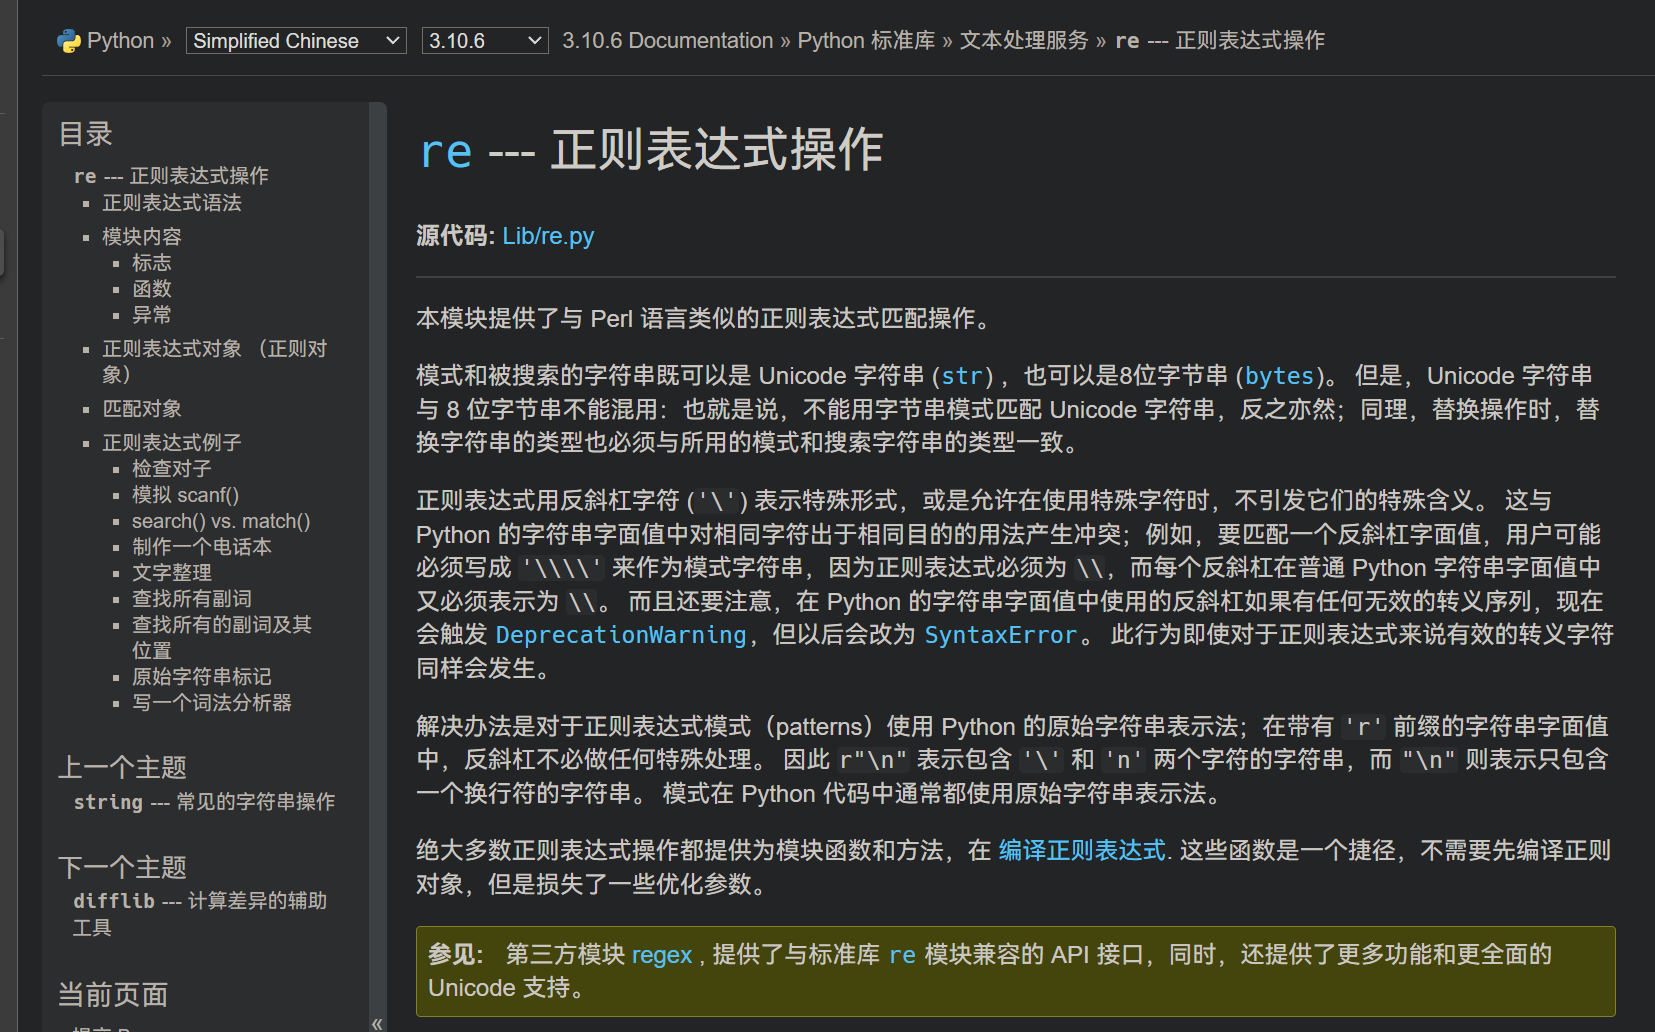 Python » Simplified Chinese 3.10.6 3.10.6 Documentation » Python 标准库 » 文本处理服务 » re --- 正则表达式操作
目录
re --- 正则表达式操作
正则表达式语法
模块内容
标志
函数
异常
正则表达式对象 （正则对
象）
匹配对象
正则表达式例子
检查对子
模拟 scanf()
search() vs. match()
制作一个电话本
文字整理
查找所有副词
查找所有的副词及其
位置
原始字符串标记
写一个词法分析器
上一个主题
string --- 常见的字符串操作
下一个主题
difflib --- 计算差异的辅助
工具
当前页面
«
re --- 正则表达式操作
源代码: Lib/re.py
本模块提供了与 Perl 语言类似的正则表达式匹配操作。
模式和被搜索的字符串既可以是 Unicode 字符串 (str) ，也可以是8位字节串 (bytes)。 但是，Unicode 字符串
与 8 位字节串不能混用：也就是说，不能用字节串模式匹配 Unicode 字符串，反之亦然；同理，替换操作时，替
换字符串的类型也必须与所用的模式和搜索字符串的类型一致。
正则表达式用反斜杠字符 ('\') 表示特殊形式，或是允许在使用特殊字符时，不引发它们的特殊含义。 这与
Python 的字符串字面值中对相同字符出于相同目的的用法产生冲突；例如，要匹配一个反斜杠字面值，用户可能
必须写成 '\\\\' 来作为模式字符串，因为正则表达式必须为 \\，而每个反斜杠在普通 Python 字符串字面值中
又必须表示为 \\。 而且还要注意，在 Python 的字符串字面值中使用的反斜杠如果有任何无效的转义序列，现在
会触发 DeprecationWarning，但以后会改为 SyntaxError。 此行为即使对于正则表达式来说有效的转义字符
同样会发生。
解决办法是对于正则表达式模式（patterns）使用 Python 的原始字符串表示法；在带有 'r' 前缀的字符串字面值
中，反斜杠不必做任何特殊处理。 因此 r"\n" 表示包含 '\' 和 'n' 两个字符的字符串，而 "\n" 则表示只包含
一个换行符的字符串。 模式在 Python 代码中通常都使用原始字符串表示法。
绝大多数正则表达式操作都提供为模块函数和方法，在 编译正则表达式. 这些函数是一个捷径，不需要先编译正则
对象，但是损失了一些优化参数。
参见： 第三方模块 regex , 提供了与标准库 re 模块兼容的 API 接口，同时，还提供了更多功能和更全面的
Unicode 支持。